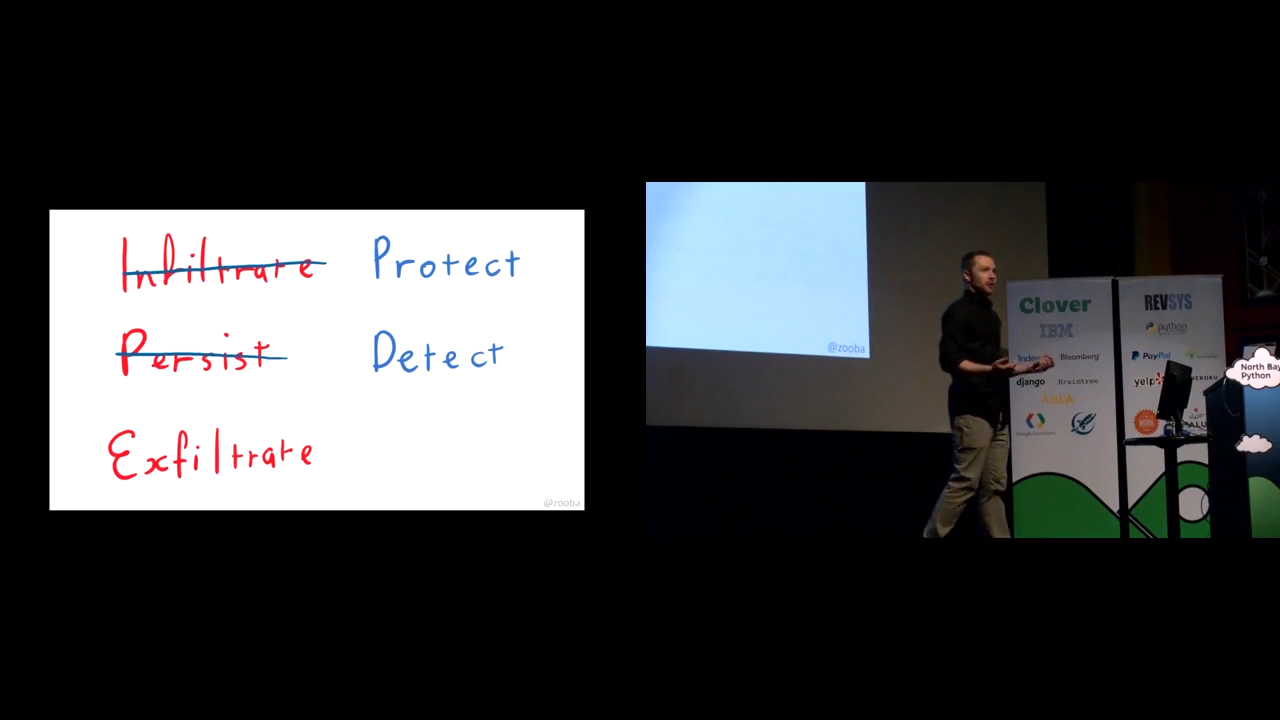 Infiltrate Protect
Persist Detect
Exfiltrate
@zooba
@zooba
Clover
IBM
Bloomberg
django Braintree
REVSYS
python
PayPal
yelp
North Bay
Python